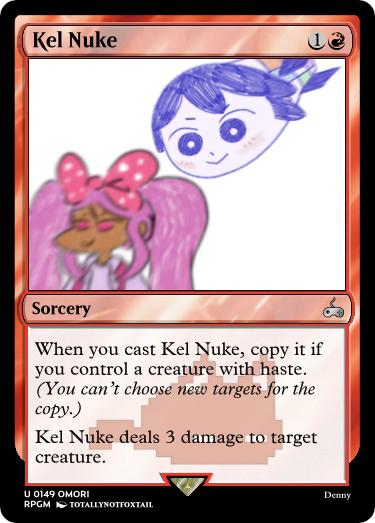 Kel Nuke 1
Sorcery
When you cast Kel Nuke, copy it if
you control a creature with haste.
(You can't choose new targets for the
copy.)
Kel Nuke deals 3 damage to target
creature.
U 0149 OMORI
RPGM TOTALLYNOTFOXTAIL Denny